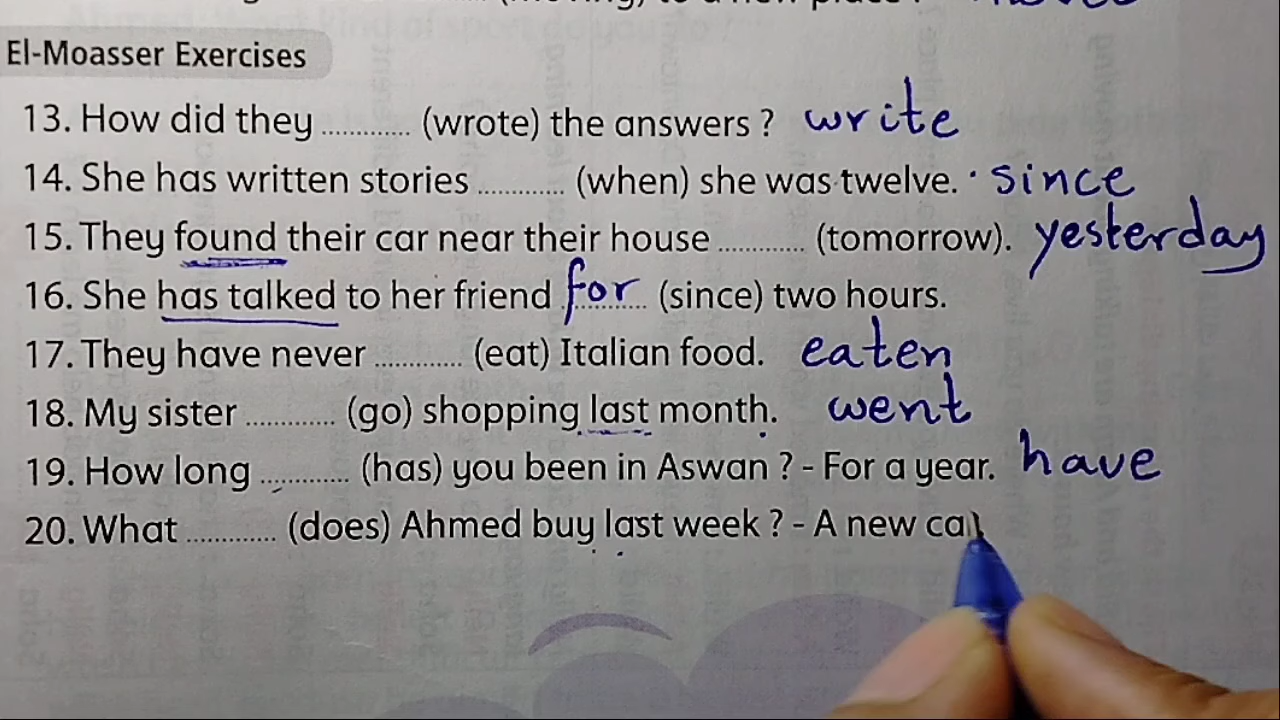 (moving) to a new place ?
El-Moasser Exercises
13. How did they ............ (wrote) the answers ? write
14. She has written stories ............ (when) she was twelve. since
15. They found their car near their house ............ (tomorrow). yesterday
16. She has talked to her friend for ............ (since) two hours.
17. They have never ............ (eat) Italian food. eaten
18. My sister ............ (go) shopping last month. went
19. How long ............ (has) you been in Aswan ? - For a year. have
20. What ............ (does) Ahmed buy last week ? - A new